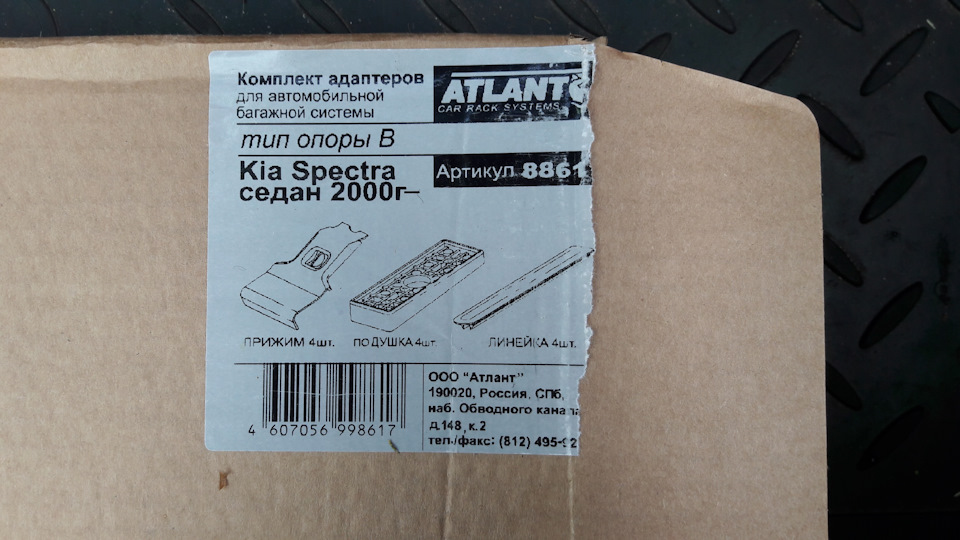 Комплект адаптеров
для автомобильной
багажной системы
ATLANT
CAR RACK SYSTEMS
тип опоры В
Kia Spectra
седан 2000г–
Артикул 8861
ПРИЖИМ 4шт.
ПОДУШКА 4шт.
ЛИНЕЙКА 4шт.
4 607056 998617
ООО "Атлант"
190020, Россия, СПб,
наб. Обводного канала
д.148, к.2
тел./факс: (812) 495-92